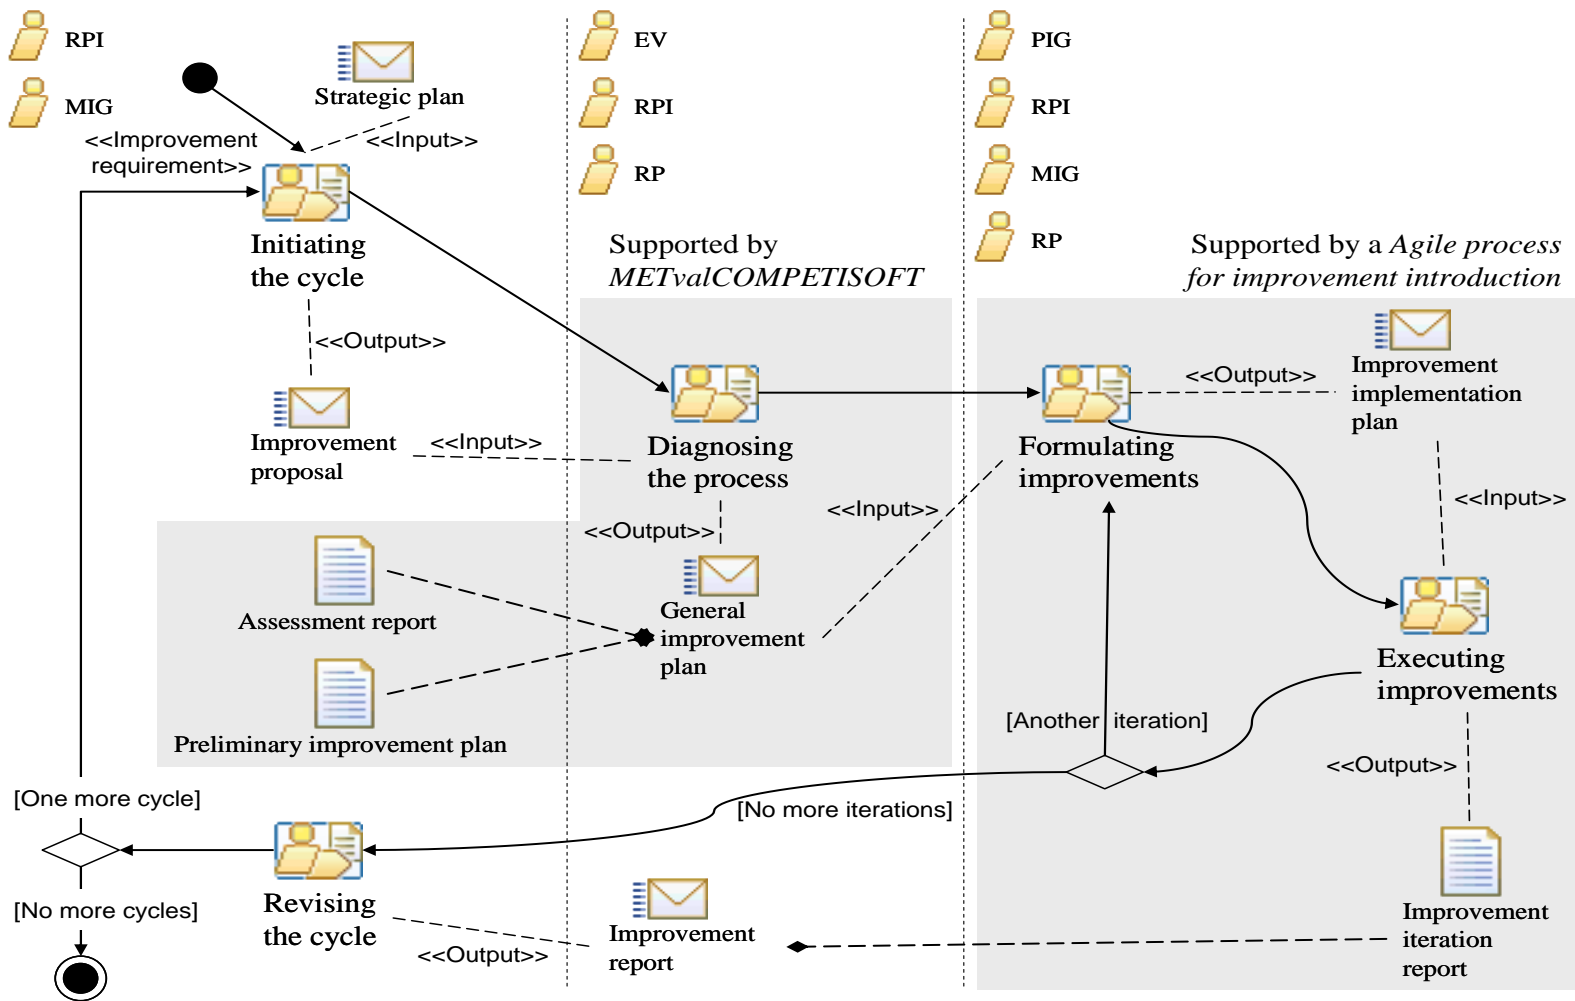 RPI
MIG
Strategic plan
<<Improvement
requirement>>
<<Input>>
Initiating
the cycle
<<Output>>
Improvement
proposal
<<Input>>
EV
RPI
RP
Supported by
METvalCOMPETISOFT
Diagnosing
the process
<<Output>>
General
improvement
plan
Assessment report
Preliminary improvement plan
<<Input>>
PIG
RPI
MIG
RP
Supported by a Agile process
for improvement introduction
Formulating
improvements
<<Output>>
Improvement
implementation
plan
<<Input>>
Executing
improvements
[Another iteration]
<<Output>>
[No more iterations]
Improvement
iteration
report
[One more cycle]
[No more cycles]
Revising
the cycle
<<Output>>
Improvement
report